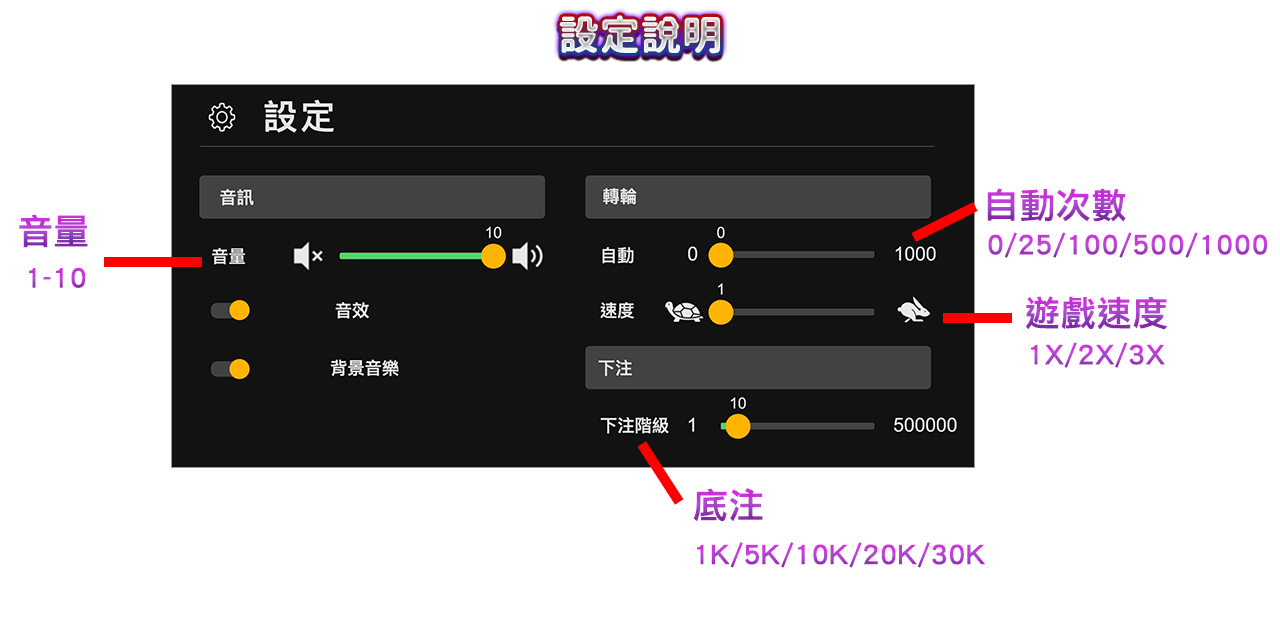 設定說明
設定
音訊
音量
10
音效
背景音樂
轉輪
自動
0
0
1000
速度
1
下注
下注階級
1
10
500000
音量
1-10
自動次數
0/25/100/500/1000
遊戲速度
1X/2X/3X
底注
1K/5K/10K/20K/30K